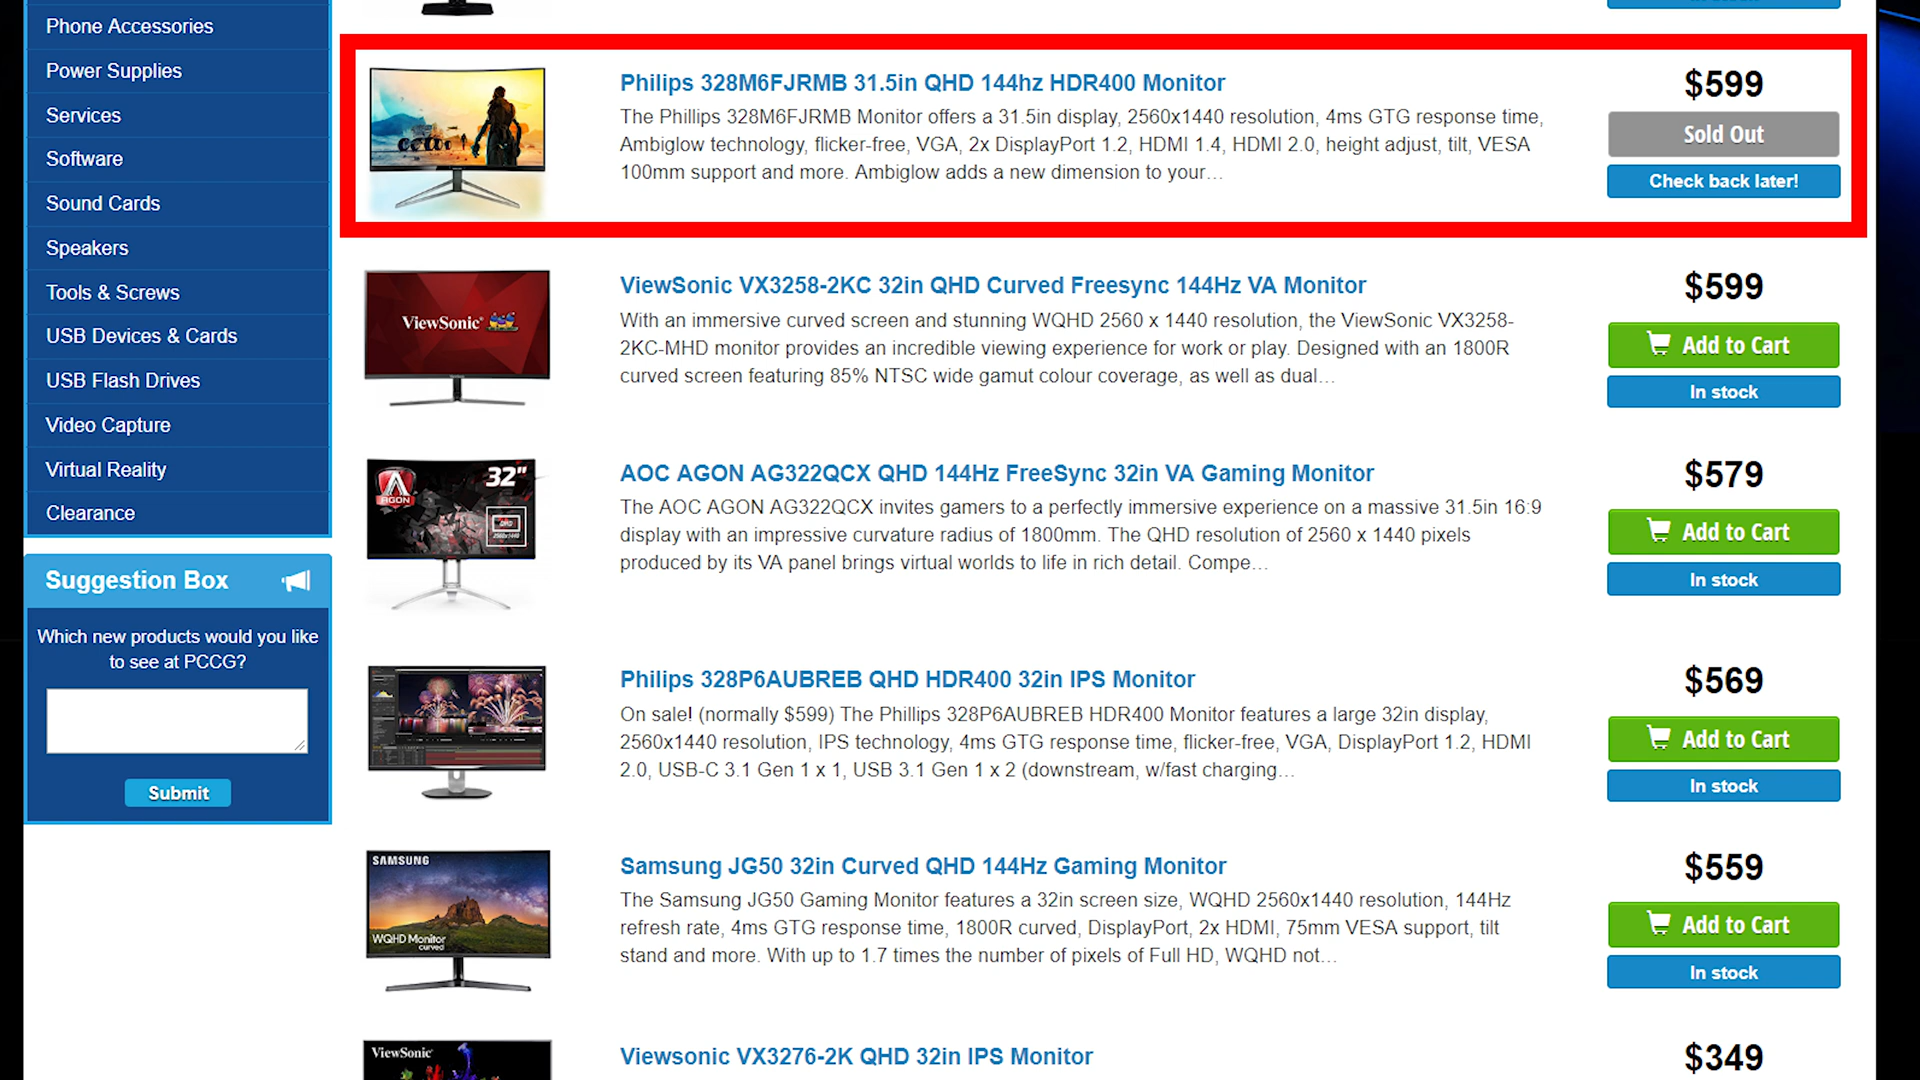 Phone Accessories
Power Supplies
Services
Software
Sound Cards
Speakers
Tools & Screws
USB Devices & Cards
USB Flash Drives
Video Capture
Virtual Reality
Clearance
Suggestion Box
Which new products would you like
to see at PCCG?
Submit
Philips 328M6FJRMB 31.5in QHD 144hz HDR400 Monitor
The Phillips 328M6FJRMB Monitor offers a 31.5in display, 2560x1440 resolution, 4ms GTG response time,
Ambiglow technology, flicker-free, VGA, 2x DisplayPort 1.2, HDMI 1.4, HDMI 2.0, height adjust, tilt, VESA
100mm support and more. Ambiglow adds a new dimension to your...
$599
Sold Out
Check back later!
ViewSonic
ViewSonic VX3258-2KC 32in QHD Curved Freesync 144Hz VA Monitor
With an immersive curved screen and stunning WQHD 2560 x 1440 resolution, the ViewSonic VX3258-
2KC-MHD monitor provides an incredible viewing experience for work or play. Designed with an 1800R
curved screen featuring 85% NTSC wide gamut colour coverage, as well as dual...
$599
Add to Cart
In stock
AGON
32"
QHD
2560x1440
AOC AGON AG322QCX QHD 144Hz FreeSync 32in VA Gaming Monitor
The AOC AGON AG322QCX invites gamers to a perfectly immersive experience on a massive 31.5in 16:9
display with an impressive curvature radius of 1800mm. The QHD resolution of 2560 x 1440 pixels
produced by its VA panel brings virtual worlds to life in rich detail. Compe...
$579
Add to Cart
In stock
Philips 328P6AUBREB QHD HDR400 32in IPS Monitor
On sale! (normally $599) The Phillips 328P6AUBREB HDR400 Monitor features a large 32in display,
2560x1440 resolution, IPS technology, 4ms GTG response time, flicker-free, VGA, DisplayPort 1.2, HDMI
2.0, USB-C 3.1 Gen 1 x 1, USB 3.1 Gen 1 x 2 (downstream, w/fast charging...
$569
Add to Cart
In stock
SAMSUNG
WQHD Monitor
curved
Samsung JG50 32in Curved QHD 144Hz Gaming Monitor
The Samsung JG50 Gaming Monitor features a 32in screen size, WQHD 2560x1440 resolution, 144Hz
refresh rate, 4ms GTG response time, 1800R curved, DisplayPort, 2x HDMI, 75mm VESA support, tilt
stand and more. With up to 1.7 times the number of pixels of Full HD, WQHD not...
$559
Add to Cart
In stock
ViewSonic
Viewsonic VX3276-2K QHD 32in IPS Monitor
$349